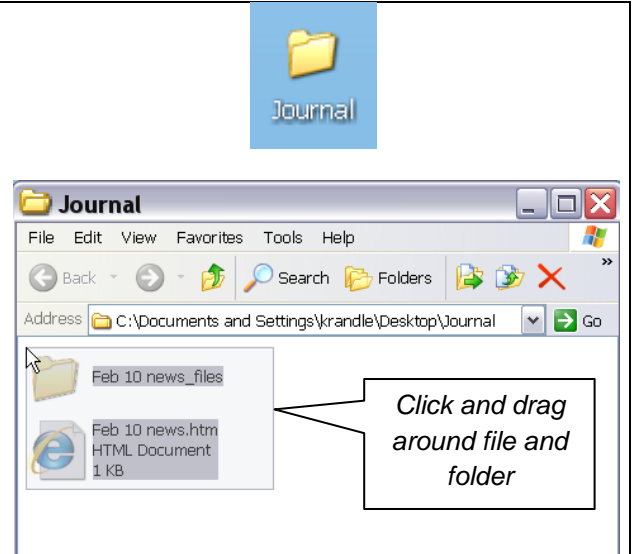 Journal
Journal
File Edit View Favorites Tools Help
Back Search Folders »
Address C:\Documents and Settings\krandle\Desktop\Journal Go
Feb 10 news_files
Feb 10 news.htm
HTML Document
1 KB
Click and drag
around file and
folder